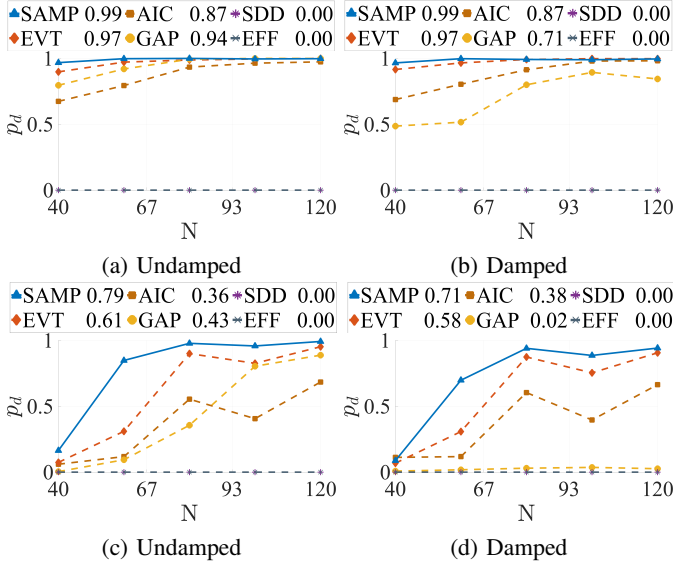 SAMP 0.99 AIC 0.87 SDD 0.00
EVT 0.97 GAP 0.94 EFF 0.00
1
0.5
0
p_d
40 67 93 120
N
(a) Undamped
SAMP 0.99 AIC 0.87 SDD 0.00
EVT 0.97 GAP 0.71 EFF 0.00
1
0.5
0
p_d
40 67 93 120
N
(b) Damped
SAMP 0.79 AIC 0.36 SDD 0.00
EVT 0.61 GAP 0.43 EFF 0.00
1
0.5
0
p_d
40 67 93 120
N
(c) Undamped
SAMP 0.71 AIC 0.38 SDD 0.00
EVT 0.58 GAP 0.02 EFF 0.00
1
0.5
0
p_d
40 67 93 120
N
(d) Damped